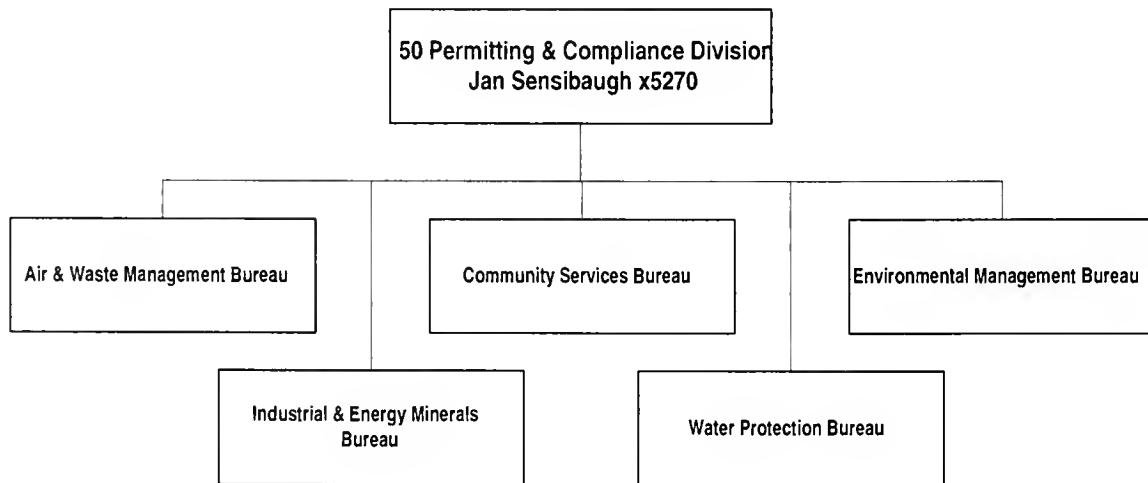 50 Permitting & Compliance Division
Jan Sensibaugh x5270
Air & Waste Management Bureau
Community Services Bureau
Environmental Management Bureau
Industrial & Energy Minerals
Bureau
Water Protection Bureau